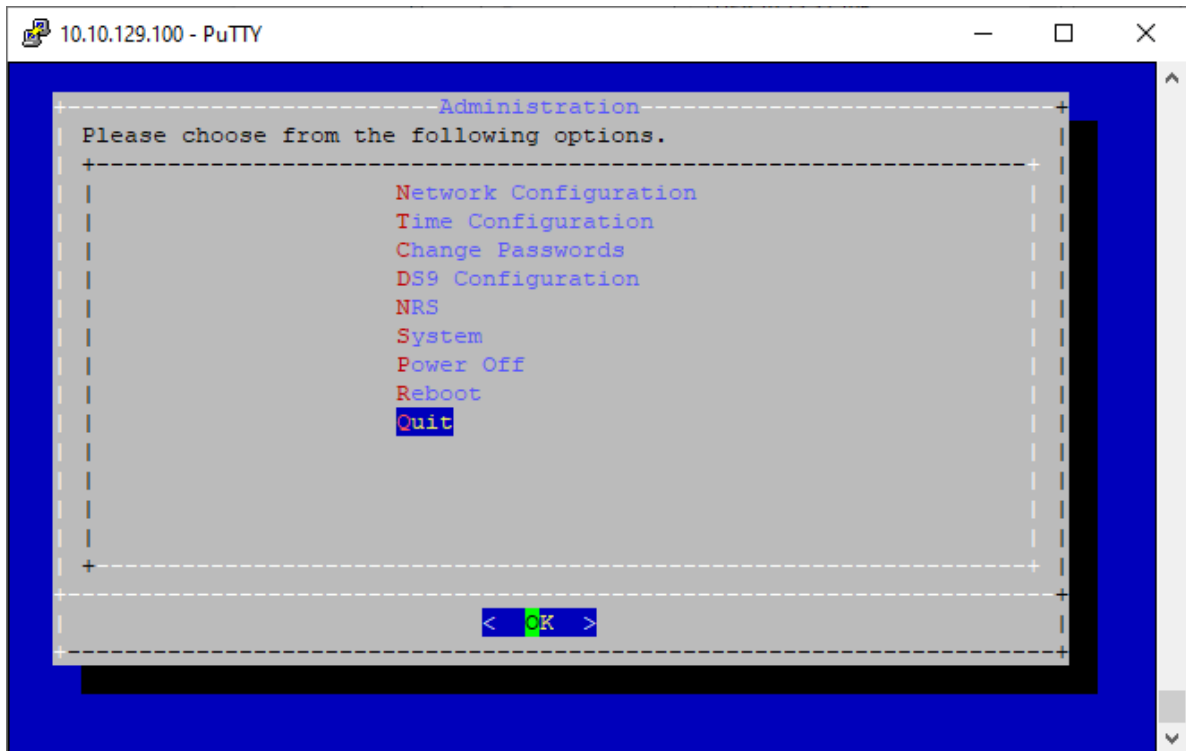 10.10.129.100 - PuTTY
Administration
Please choose from the following options.
Network Configuration
Time Configuration
Change Passwords
DS9 Configuration
NRS
System
Power Off
Reboot
Quit
< OK >